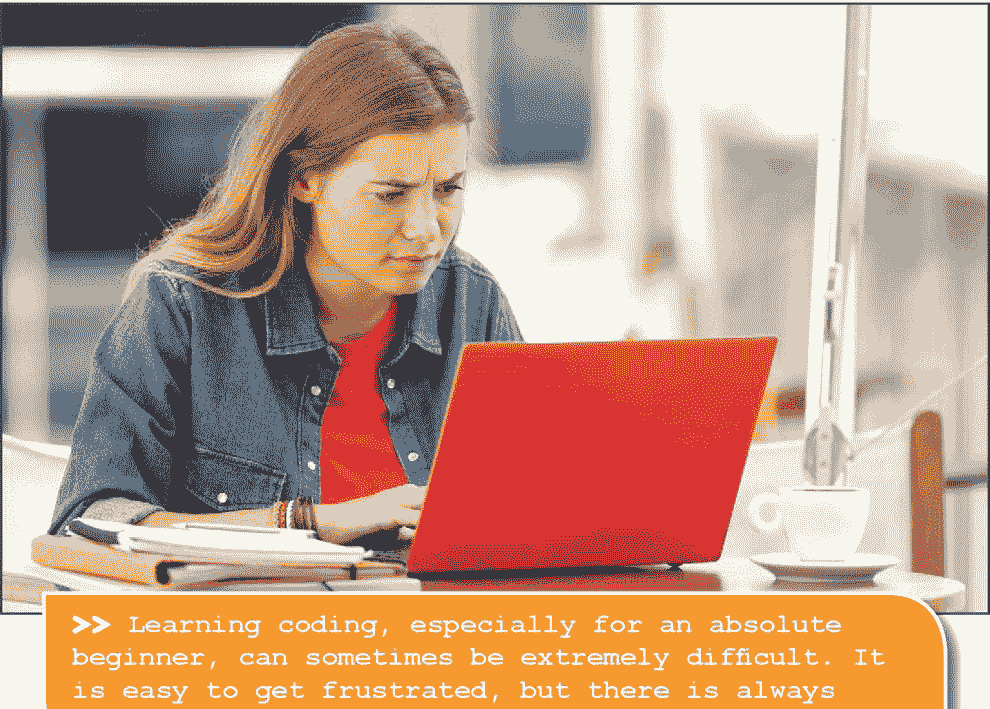 >> Learning coding, especially for an absolute
beginner, can sometimes be extremely difficult. It
is easy to get frustrated, but there is always